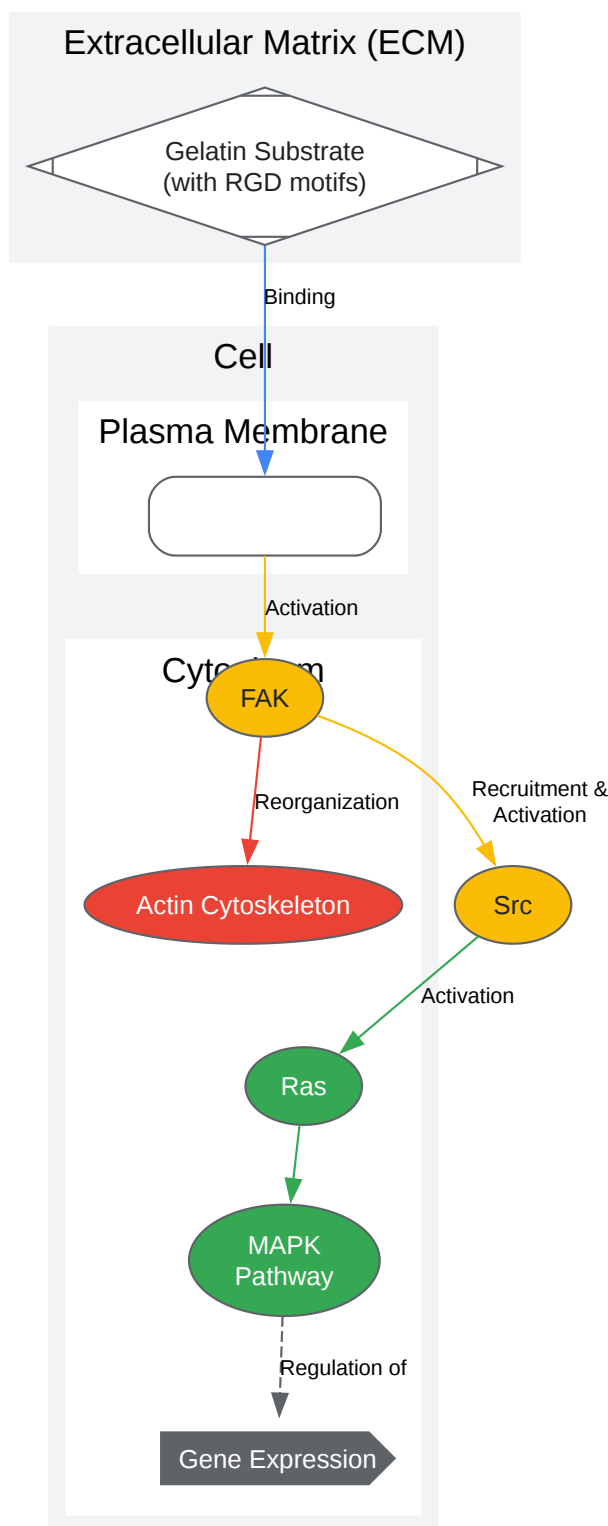 Extracellular Matrix (ECM)
Gelatin Substrate
(with RGD motifs)
Binding
Cell
Plasma Membrane
Activation
FAK
Reorganization
Recruitment &
Activation
Actin Cytoskeleton
Src
Activation
Ras
MAPK
Pathway
Regulation of
Gene Expression